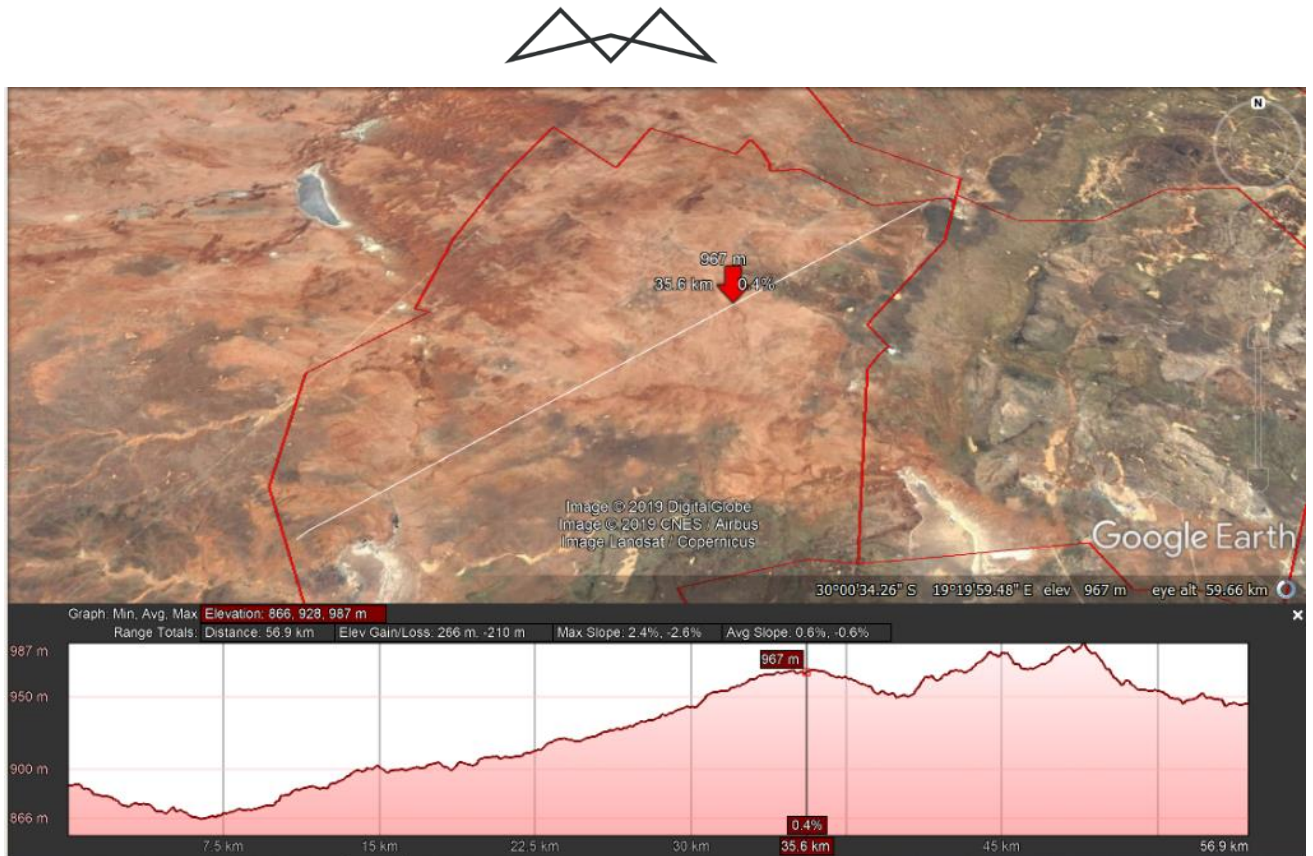 N
967 m
35.6 km 0.4%
Image © 2019 DigitalGlobe
Image © 2019 CNES / Airbus
Image Landsat / Copernicus
Google Earth
30°00'34.26" S 19°19'59.48" E elev 967 m eye alt 59.66 km
Graph: Min, Avg, Max Elevation: 866, 928, 987 m
Range Totals: Distance: 56.9 km Elev Gain/Loss: 266 m, -210 m Max Slope: 2.4%, -2.6% Avg Slope: 0.6%, -0.6%
987 m
967 m
950 m
900 m
866 m
0.4%
7.5 km 15 km 22.5 km 30 km 35.6 km 45 km 56.9 km